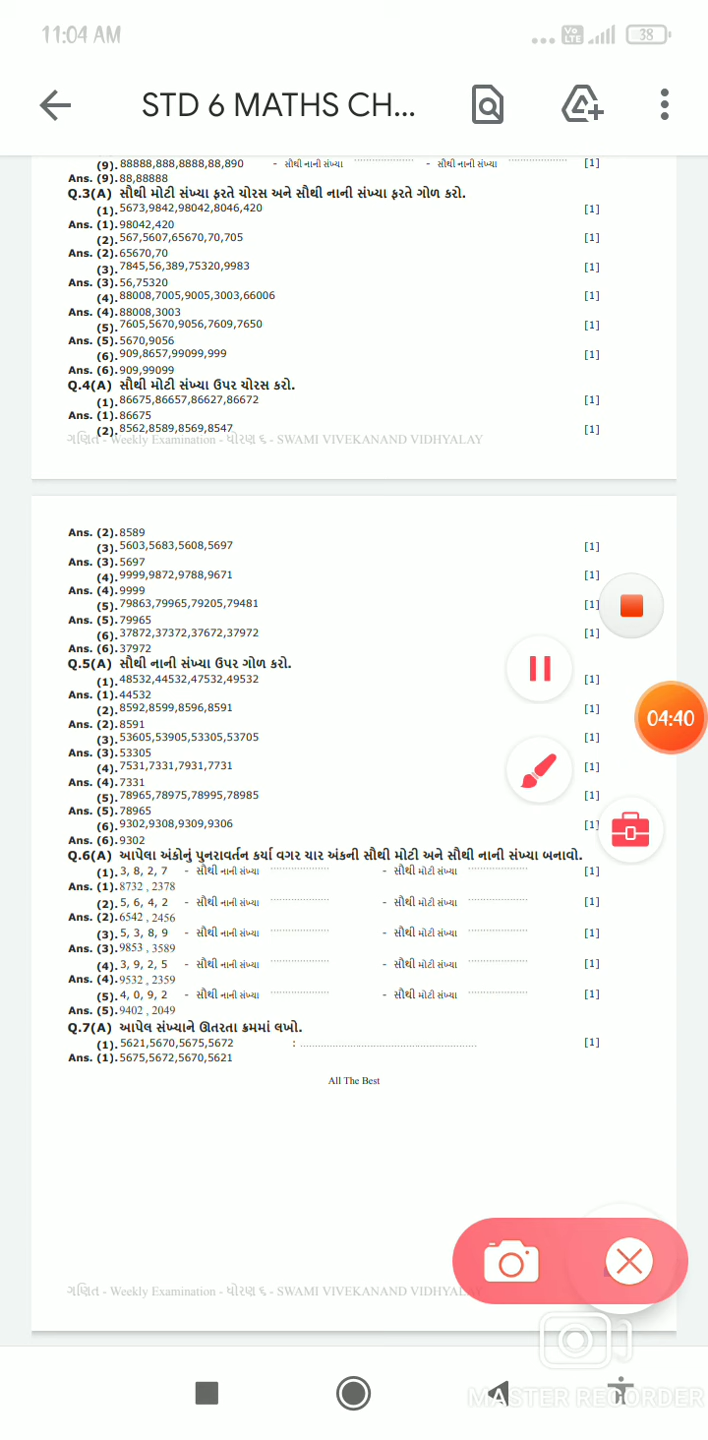 11:04 AM
Vo LTE
38
STD 6 MATHS CH...
(9). 88888,888,8888,88,890 - સૌથી નાની સંખ્યા .................. - સૌથી નાની સંખ્યા .................. [1]
Ans. (9). 88,88888
Q.3(A) સૌથી મોટી સંખ્યા ફરતે ચોરસ અને સૌથી નાની સંખ્યા ફરતે ગોળ કરો.
(1). 5673,9842,98042,8046,420 [1]
Ans. (1). 98042,420
(2). 567,5607,65670,70,705 [1]
Ans. (2). 65670,70
(3). 7845,56,389,75320,9983 [1]
Ans. (3). 56,75320
(4). 88008,7005,9005,3003,66006 [1]
Ans. (4). 88008,3003
(5). 7605,5670,9056,7609,7650 [1]
Ans. (5). 5670,9056
(6). 909,8657,99099,999 [1]
Ans. (6). 909,99099
Q.4(A) સૌથી મોટી સંખ્યા ઉપર ચોરસ કરો.
(1). 86675,86657,86627,86672 [1]
Ans. (1). 86675
(2). 8562,8589,8569,8547 [1]
ગણિત - Weekly Examination - ધોરણ ૬ - SWAMI VIVEKANAND VIDHYALAY
Ans. (2). 8589
(3). 5603,5683,5608,5697 [1]
Ans. (3). 5697
(4). 9999,9872,9788,9671 [1]
Ans. (4). 9999
(5). 79863,79965,79205,79481 [1]
Ans. (5). 79965
(6). 37872,37372,37672,37972 [1]
Ans. (6). 37972
Q.5(A) સૌથી નાની સંખ્યા ઉપર ગોળ કરો.
(1). 48532,44532,47532,49532 [1]
Ans. (1). 44532
(2). 8592,8599,8596,8591 [1]
04:40
Ans. (2). 8591
(3). 53605,53905,53305,53705 [1]
Ans. (3). 53305
(4). 7531,7331,7931,7731 [1]
Ans. (4). 7331
(5). 78965,78975,78995,78985 [1]
Ans. (5). 78965
(6). 9302,9308,9309,9306 [1]
Ans. (6). 9302
Q.6(A) આપેલા અંકોનું પુનરાવર્તન કર્યા વગર ચાર અંકની સૌથી મોટી અને સૌથી નાની સંખ્યા બનાવો.
(1). 3, 8, 2, 7 - સૌથી નાની સંખ્યા .................. - સૌથી મોટી સંખ્યા .................. [1]
Ans. (1). 8732 , 2378
(2). 5, 6, 4, 2 - સૌથી નાની સંખ્યા .................. - સૌથી મોટી સંખ્યા .................. [1]
Ans. (2). 6542 , 2456
(3). 5, 3, 8, 9 - સૌથી નાની સંખ્યા .................. - સૌથી મોટી સંખ્યા .................. [1]
Ans. (3). 9853 , 3589
(4). 3, 9, 2, 5 - સૌથી નાની સંખ્યા .................. - સૌથી મોટી સંખ્યા .................. [1]
Ans. (4). 9532 , 2359
(5). 4, 0, 9, 2 - સૌથી નાની સંખ્યા .................. - સૌથી મોટી સંખ્યા .................. [1]
Ans. (5). 9402 , 2049
Q.7(A) આપેલ સંખ્યાને ઊતરતા ક્રમમાં લખો.
(1). 5621,5670,5675,5672 : ...................................................... [1]
Ans. (1). 5675,5672,5670,5621
All The Best
ગણિત - Weekly Examination - ધોરણ ૬ - SWAMI VIVEKANAND VIDHYALAY
MASTER RECORDER